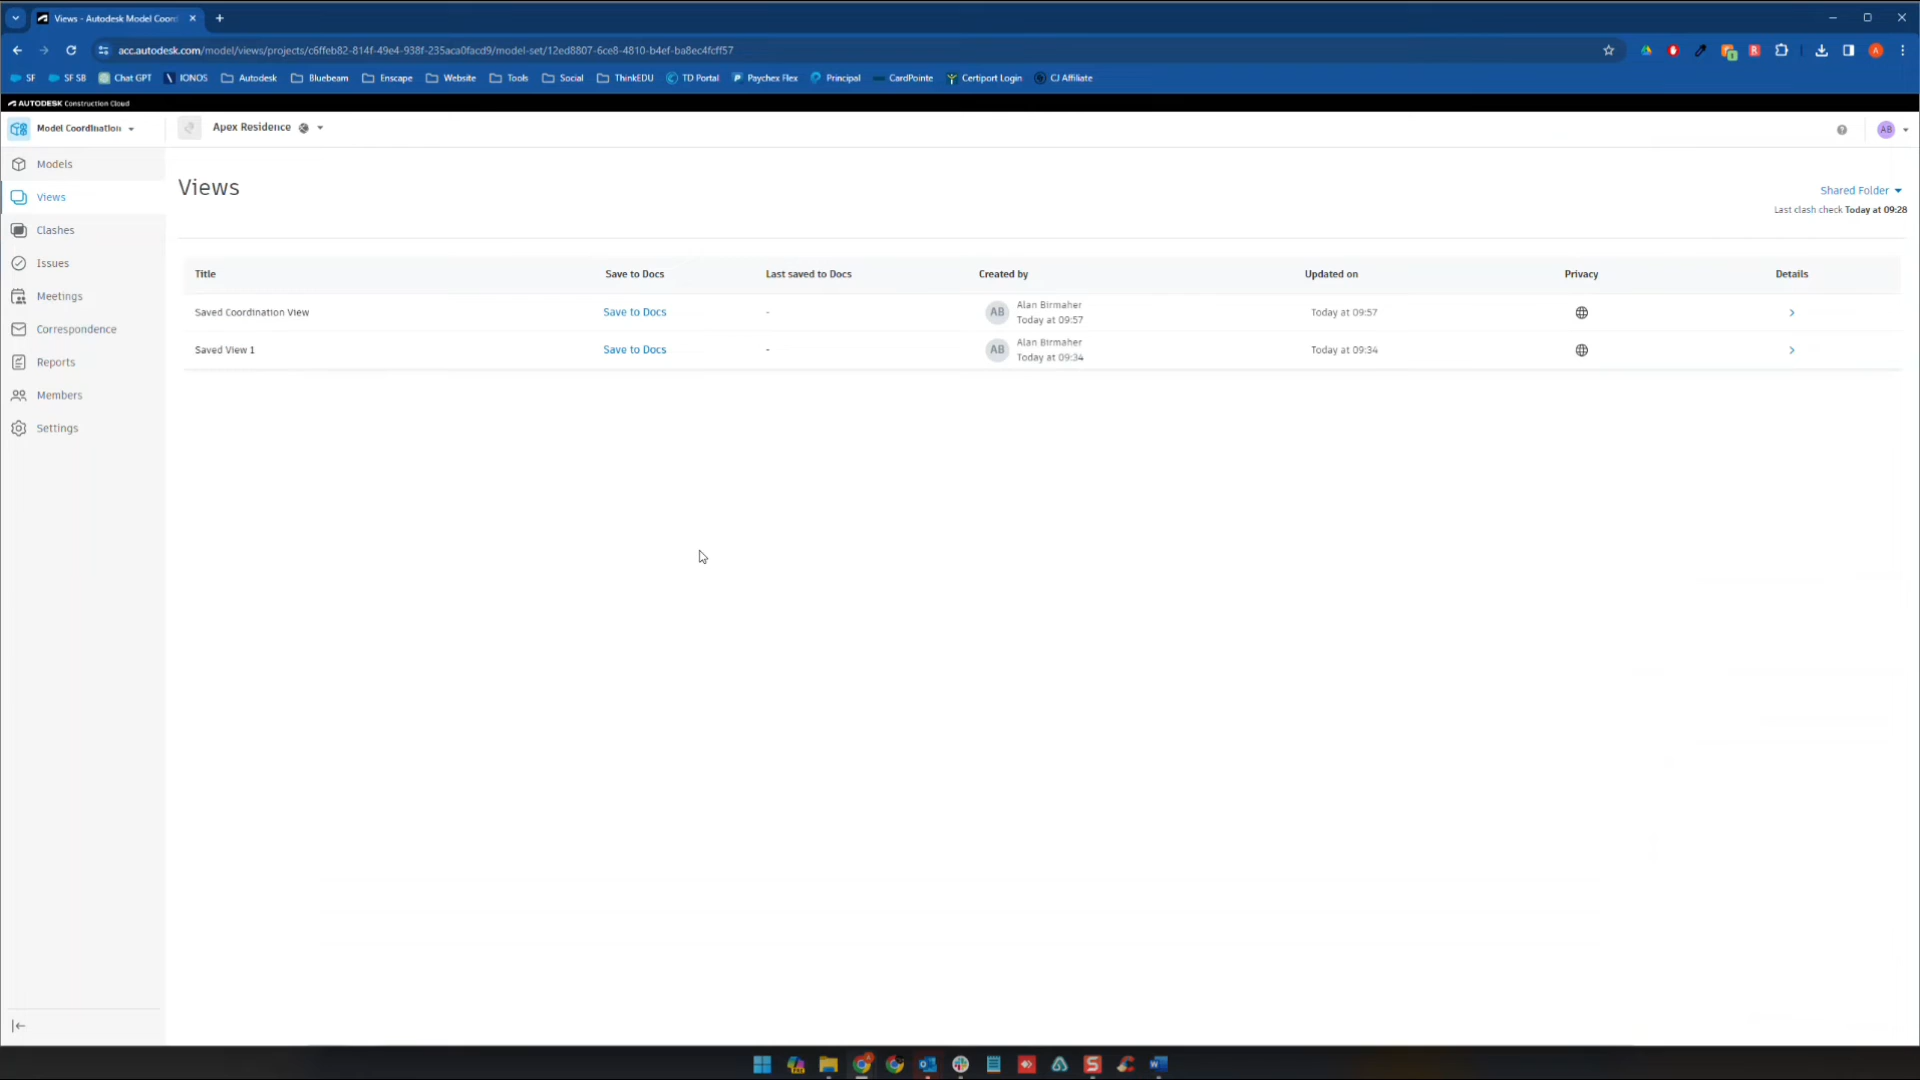 Views - Autodesk Model Coord
acc.autodesk.com/model/views/projects/c6ffeb82-814f-49e4-938f-235aca0facd9/model-set/12ed8807-6ce8-4810-b4ef-ba8ec4fcff57
SF SF SB Chat GPT IONOS Autodesk Bluebeam Enscape Website Tools Social ThinkEDU TD Portal Paychex Flex Principal CardPointe Certiport Login CJ Affiliate
AUTODESK Construction Cloud
Model Coordination Apex Residence AB
Models
Views
Clashes
Issues
Meetings
Correspondence
Reports
Members
Settings
Views
Shared Folder
Last clash check Today at 09:28
Title Save to Docs Last saved to Docs Created by Updated on Privacy Details
Saved Coordination View Save to Docs - AB Alan Birmaher Today at 09:57 Today at 09:57
Saved View 1 Save to Docs - AB Alan Birmaher Today at 09:34 Today at 09:34